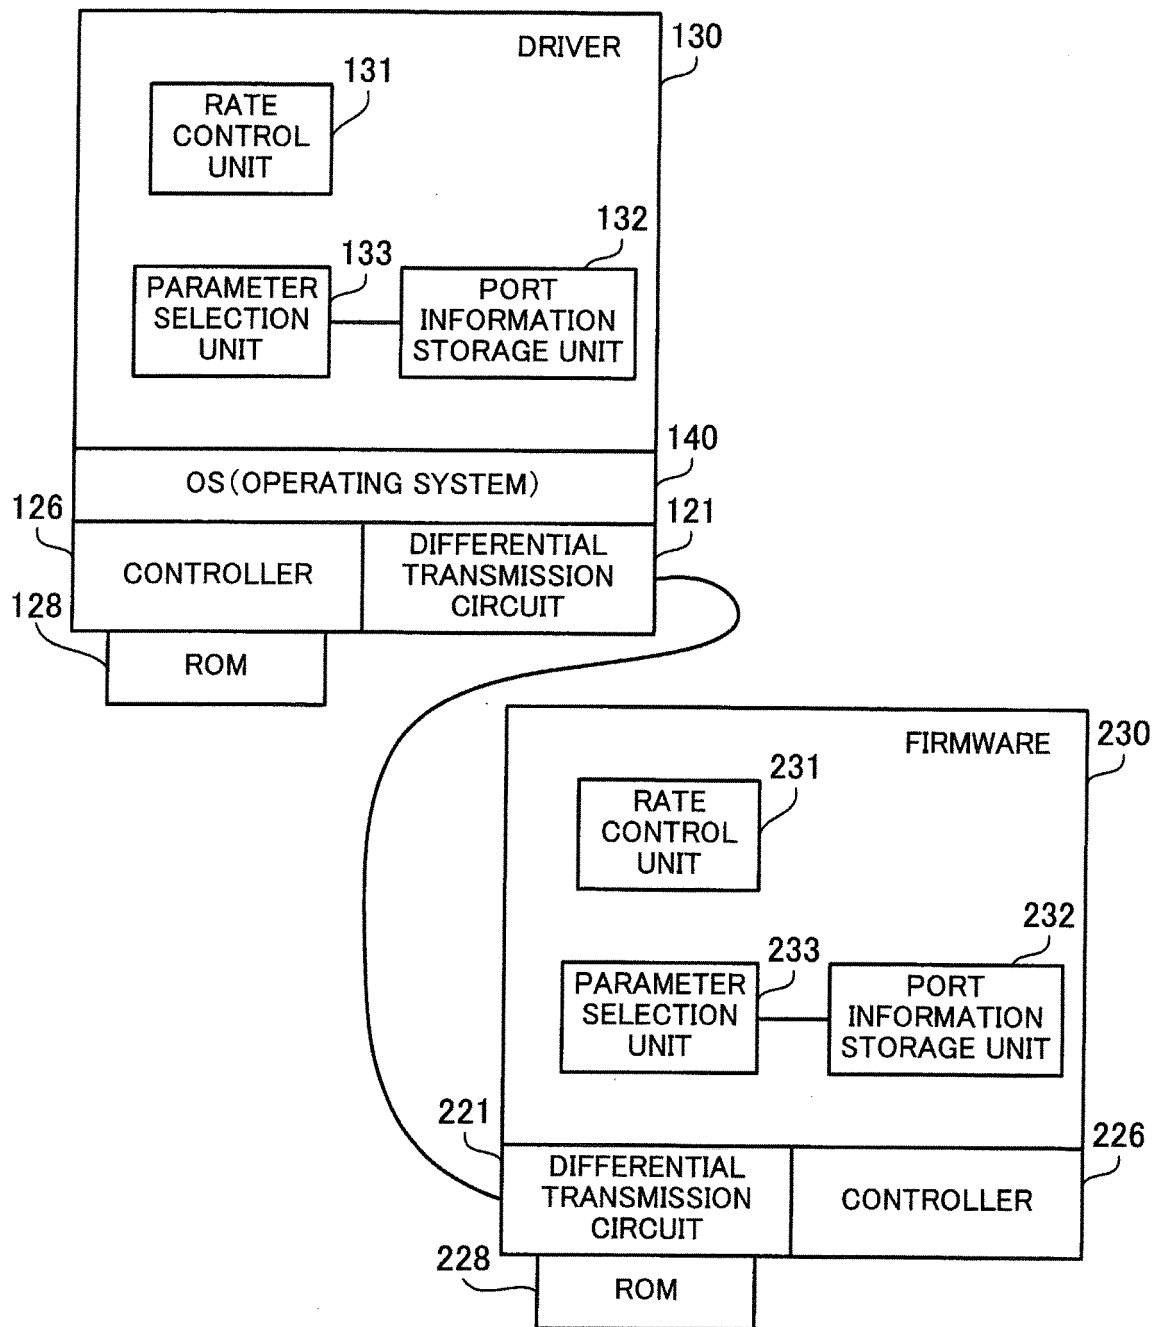 DRIVER
130
131
RATE
CONTROL
UNIT
132
133
PARAMETER
SELECTION
UNIT
PORT
INFORMATION
STORAGE UNIT
140
OS(OPERATING SYSTEM)
126
121
CONTROLLER
DIFFERENTIAL
TRANSMISSION
CIRCUIT
128
ROM
FIRMWARE
230
231
RATE
CONTROL
UNIT
232
233
PARAMETER
SELECTION
UNIT
PORT
INFORMATION
STORAGE UNIT
221
226
DIFFERENTIAL
TRANSMISSION
CIRCUIT
CONTROLLER
228
ROM